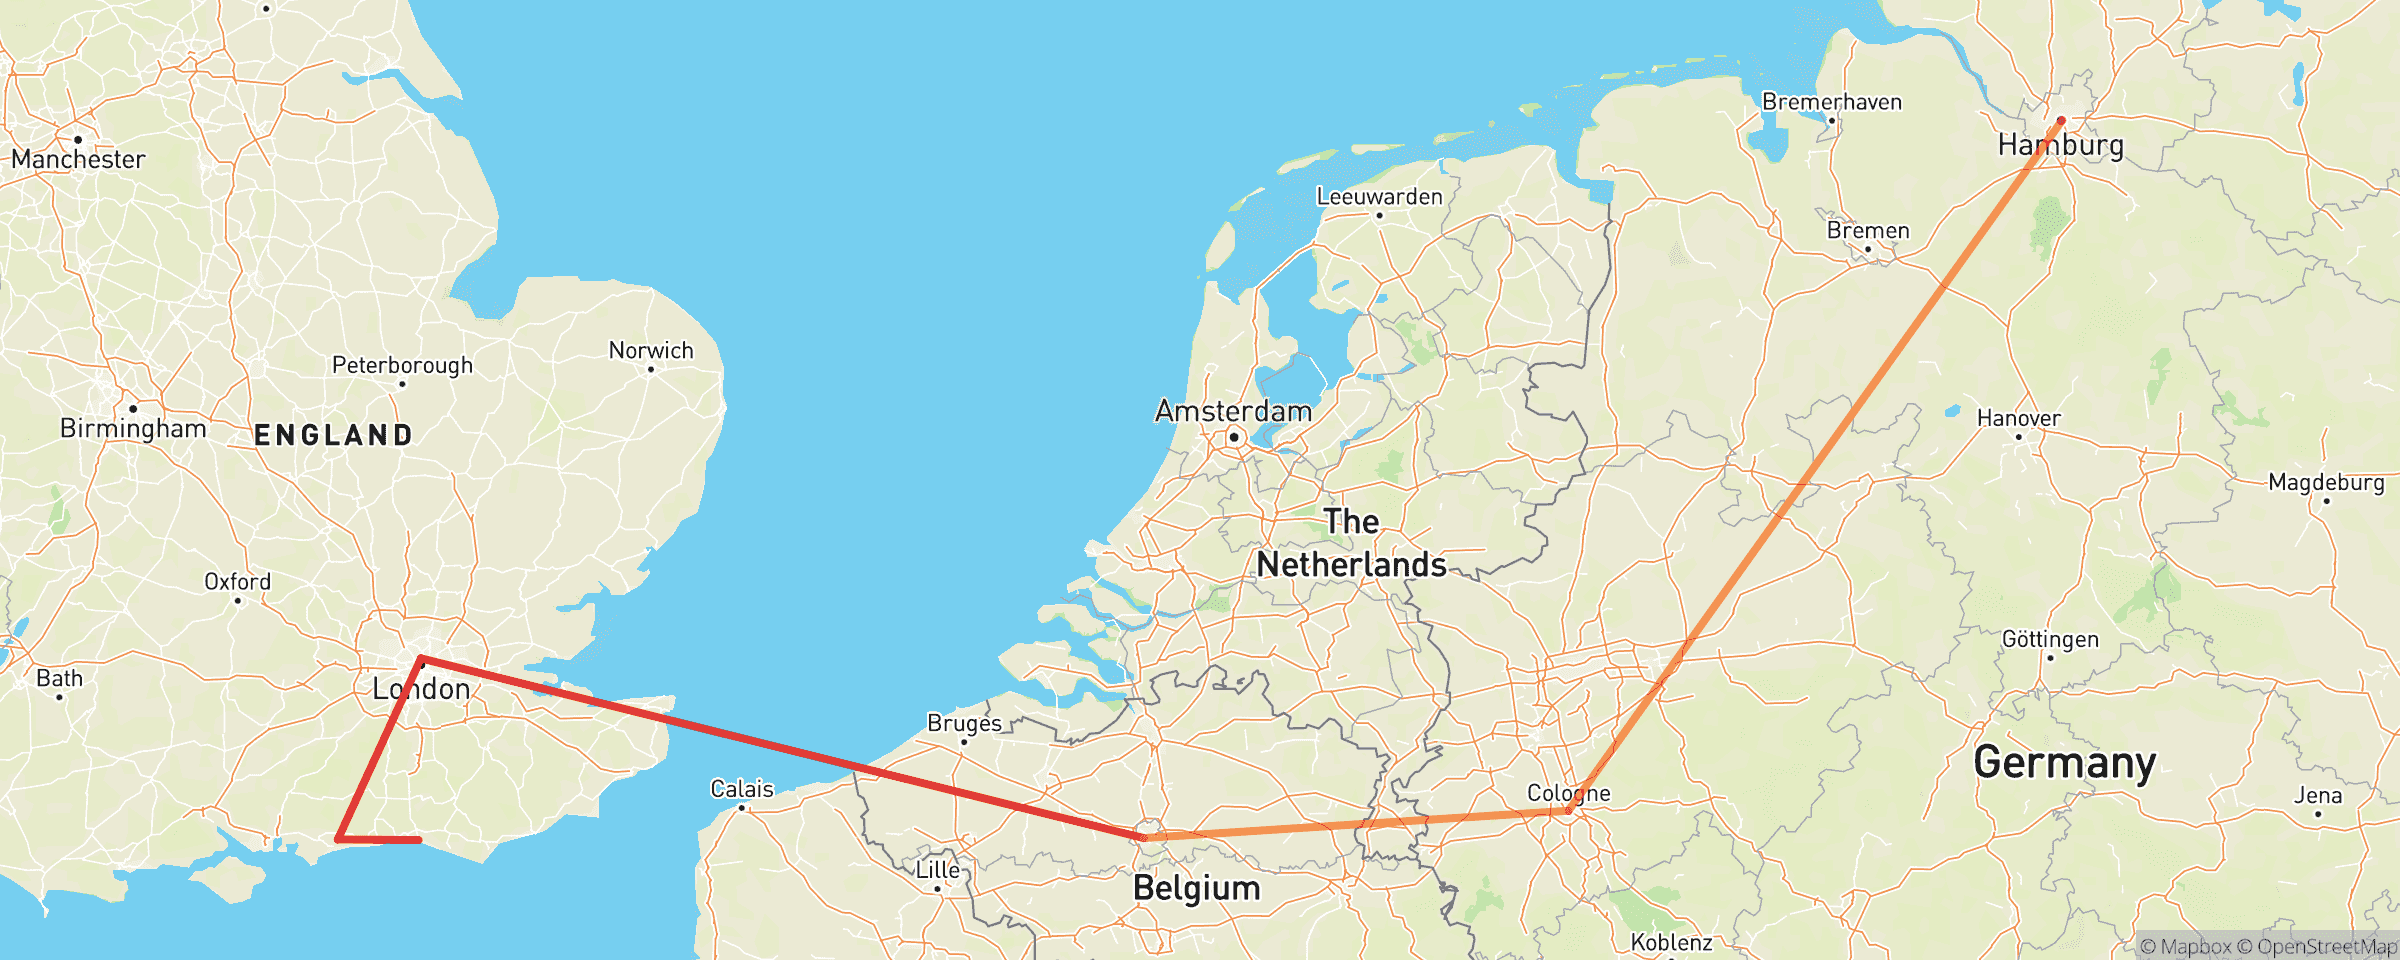 Bremerhaven
Hamburg
Manchester
Leeuwarden
Bremen
Norwich
Peterborough
Amsterdam
Hanover
Birmingham
ENGLAND
Magdeburg
The
Netherlands
Oxford
Göttingen
Bath
London
Bruges
Germany
Calais
Cologne
Jena
Lille
Belgium
Koblenz
© Mapbox © OpenStreetMap